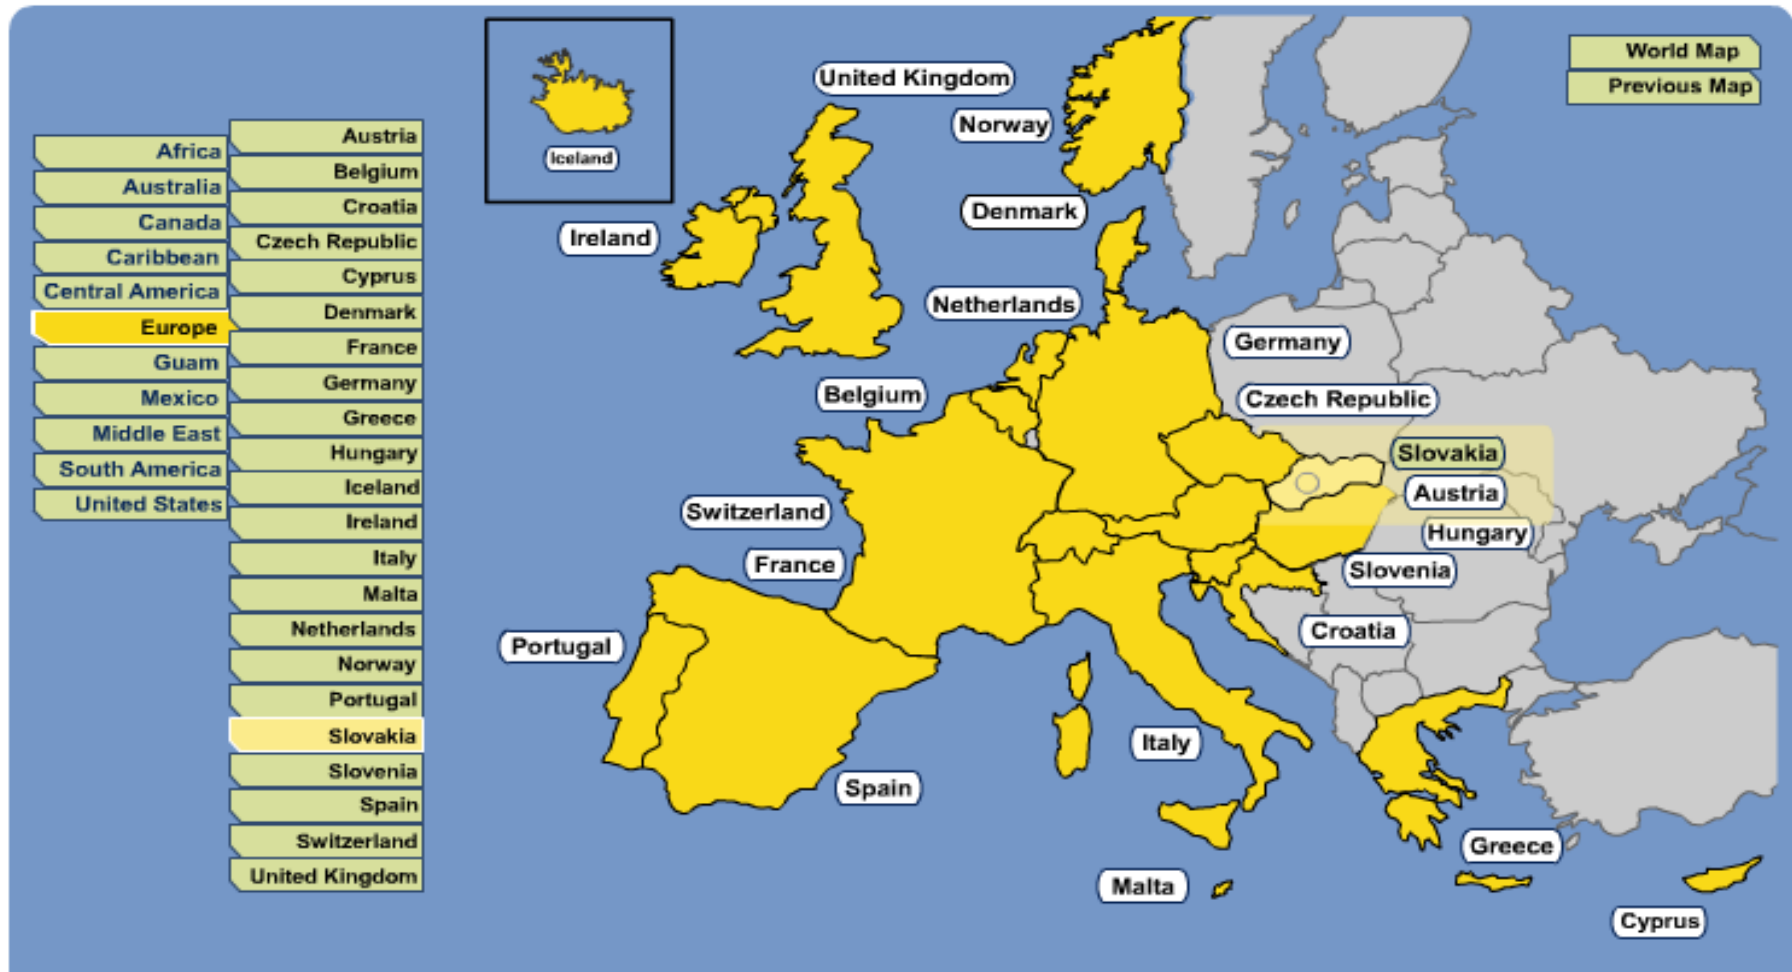 Africa
Australia
Canada
Caribbean
Central America
Europe
Guam
Mexico
Middle East
South America
United States
Austria
Belgium
Croatia
Czech Republic
Cyprus
Denmark
France
Germany
Greece
Hungary
Iceland
Ireland
Italy
Malta
Netherlands
Norway
Portugal
Slovakia
Slovenia
Spain
Switzerland
United Kingdom
Iceland
United Kingdom
Norway
Denmark
Ireland
Netherlands
Germany
Belgium
Czech Republic
Slovakia
Austria
Switzerland
Hungary
France
Slovenia
Croatia
Portugal
Italy
Spain
Greece
Malta
Cyprus
World Map
Previous Map